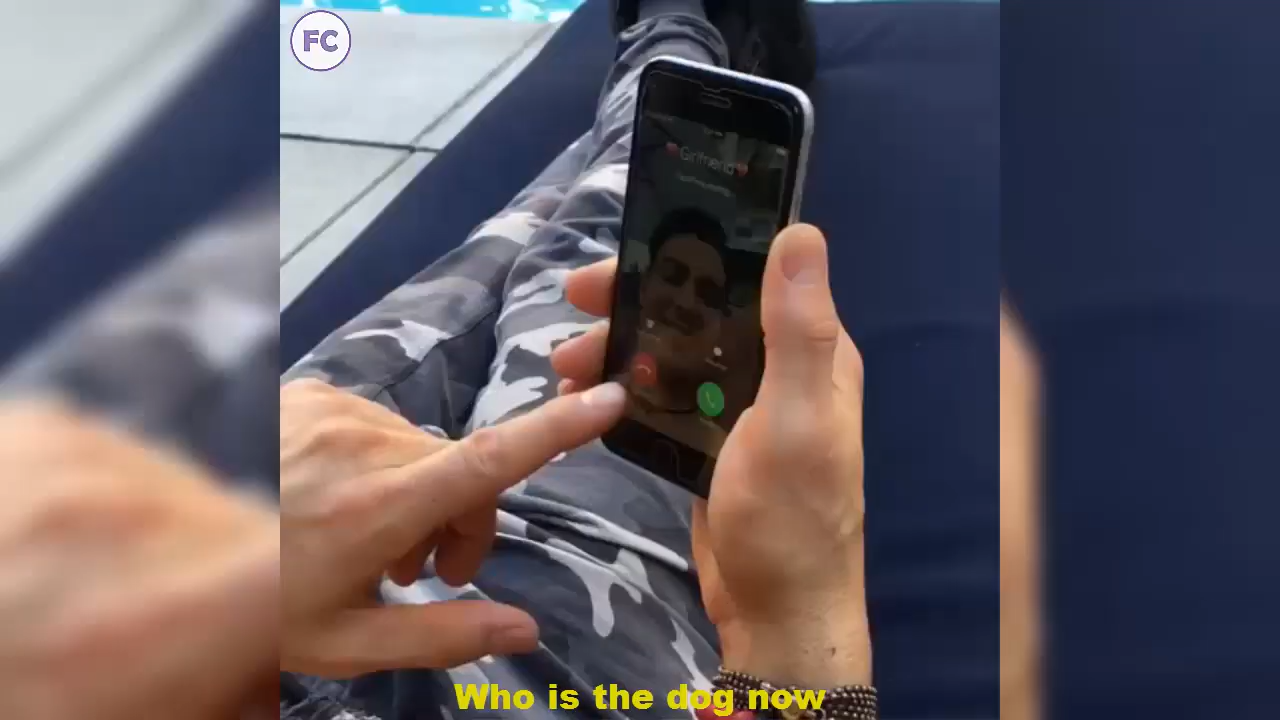 FC
❤Girlfriend❤
Who is the dog now